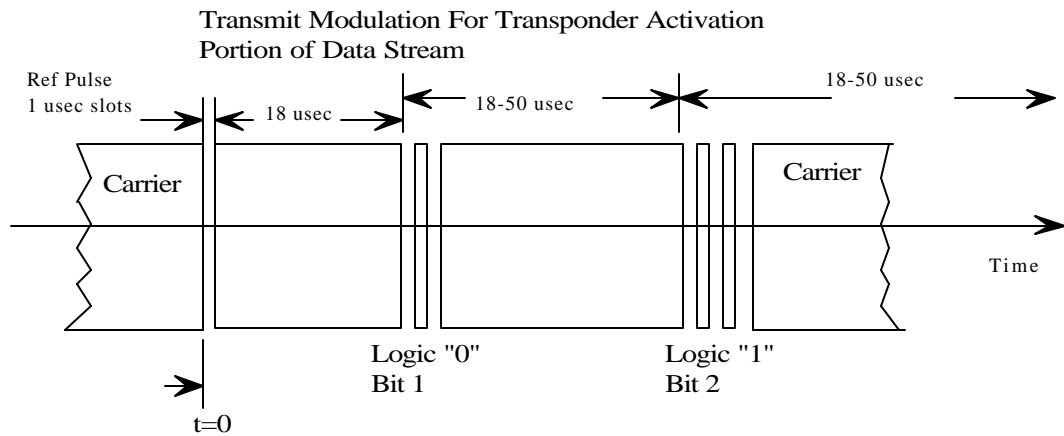 Transmit Modulation For Transponder Activation
Portion of Data Stream
Ref Pulse
1 usec slots
18 usec
18-50 usec
18-50 usec
Carrier
Carrier
Time
Logic "0"
Bit 1
Logic "1"
Bit 2
t=0